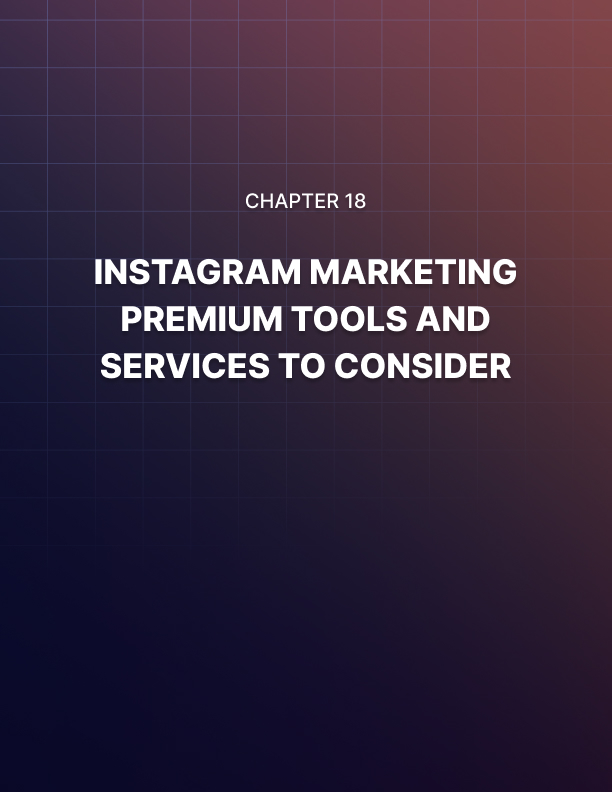 CHAPTER 18
INSTAGRAM MARKETING
PREMIUM TOOLS AND
SERVICES TO CONSIDER